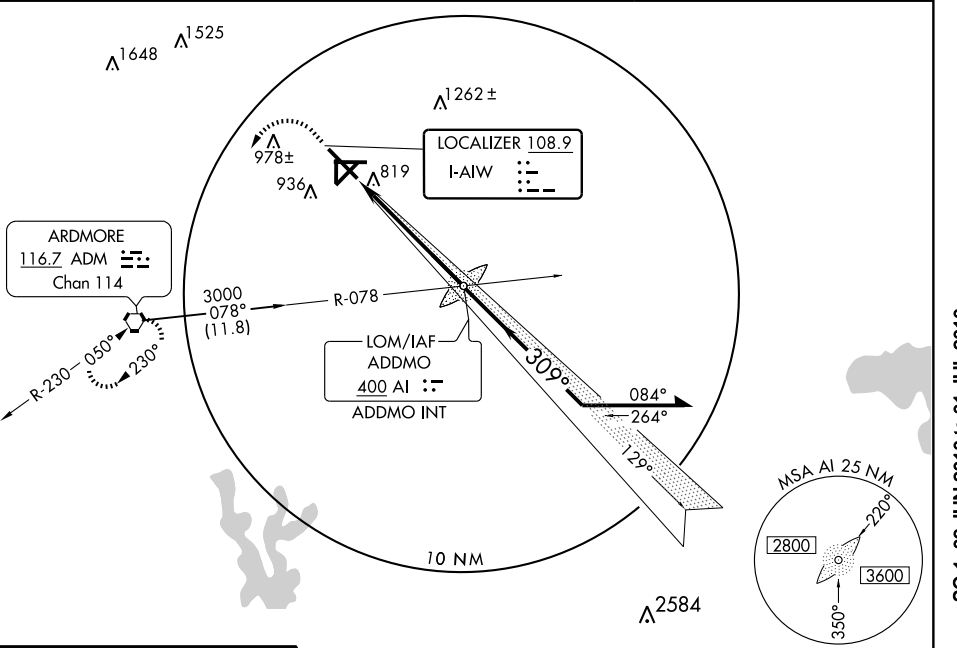 1648
1525
1262±
LOCALIZER 108.9
I-AIW
978±
936
819
ARDMORE
116.7 ADM
Chan 114
3000
078°
(11.8)
R-078
R-230
050°
230°
LOM/IAF
ADDMO
400 AI
ADDMO INT
309°
084°
264°
129°
10 NM
2584
MSA AI 25 NM
220°
2800
3600
350°